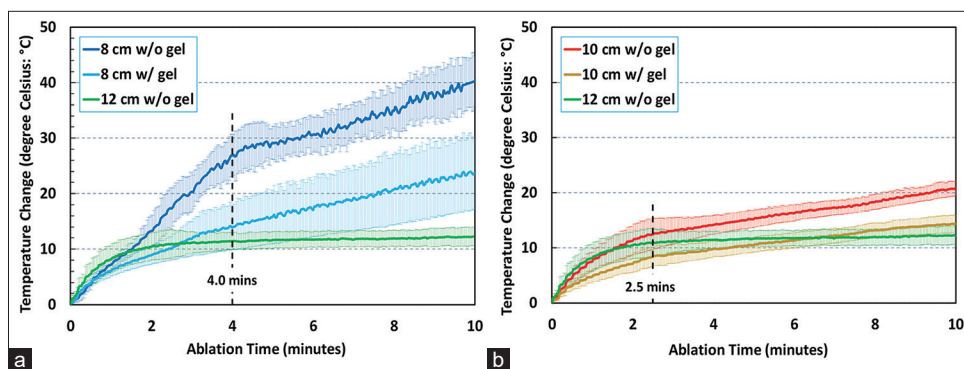 Temperature Change (degree Celsius: °C)
50
40
30
20
10
0
8 cm w/o gel
8 cm w/ gel
12 cm w/o gel
4.0 mins
0
2
4
6
8
10
Ablation Time (minutes)
a
Temperature Change (degree Celsius: °C)
50
40
30
20
10
0
10 cm w/o gel
10 cm w/ gel
12 cm w/o gel
2.5 mins
0
2
4
6
8
10
Ablation Time (minutes)
b